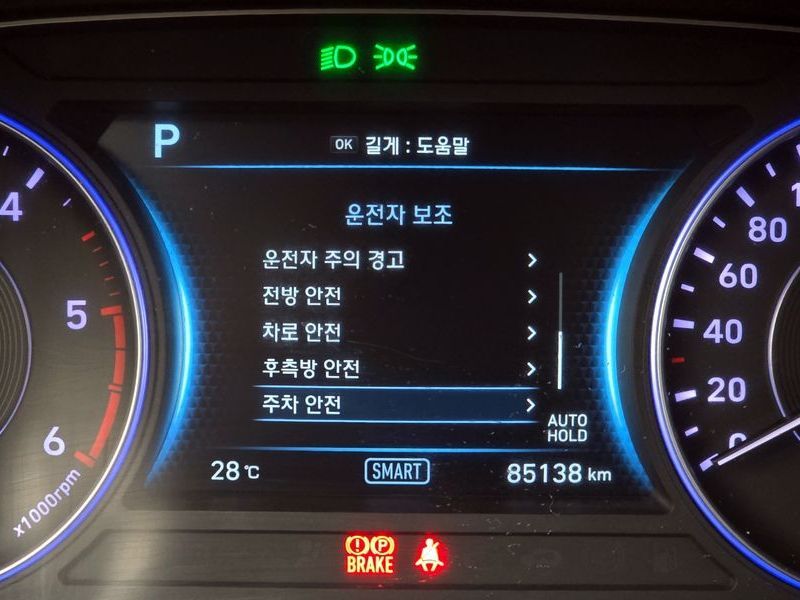 P
OK 길게 : 도움말
운전자 보조
운전자 주의 경고
전방 안전
차로 안전
후측방 안전
주차 안전
AUTO
HOLD
28℃
SMART
85138 km
4
5
6
x1000rpm
80
60
40
20
0
P
BRAKE